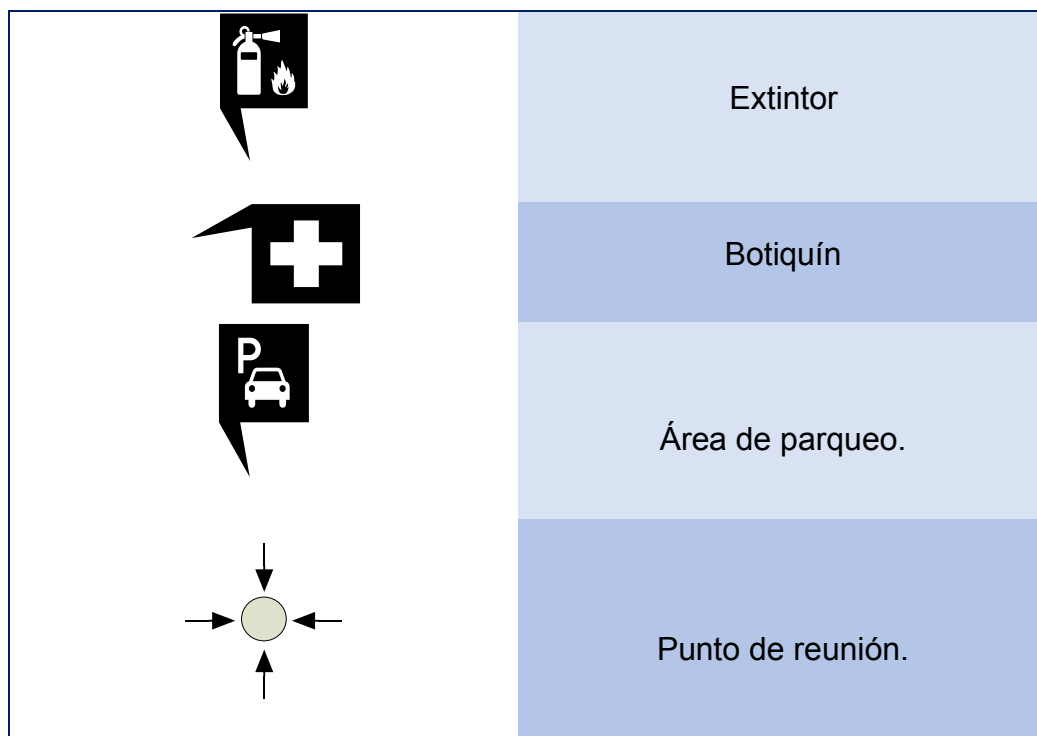 Extintor
Botiquín
P
Área de parqueo.
Punto de reunión.